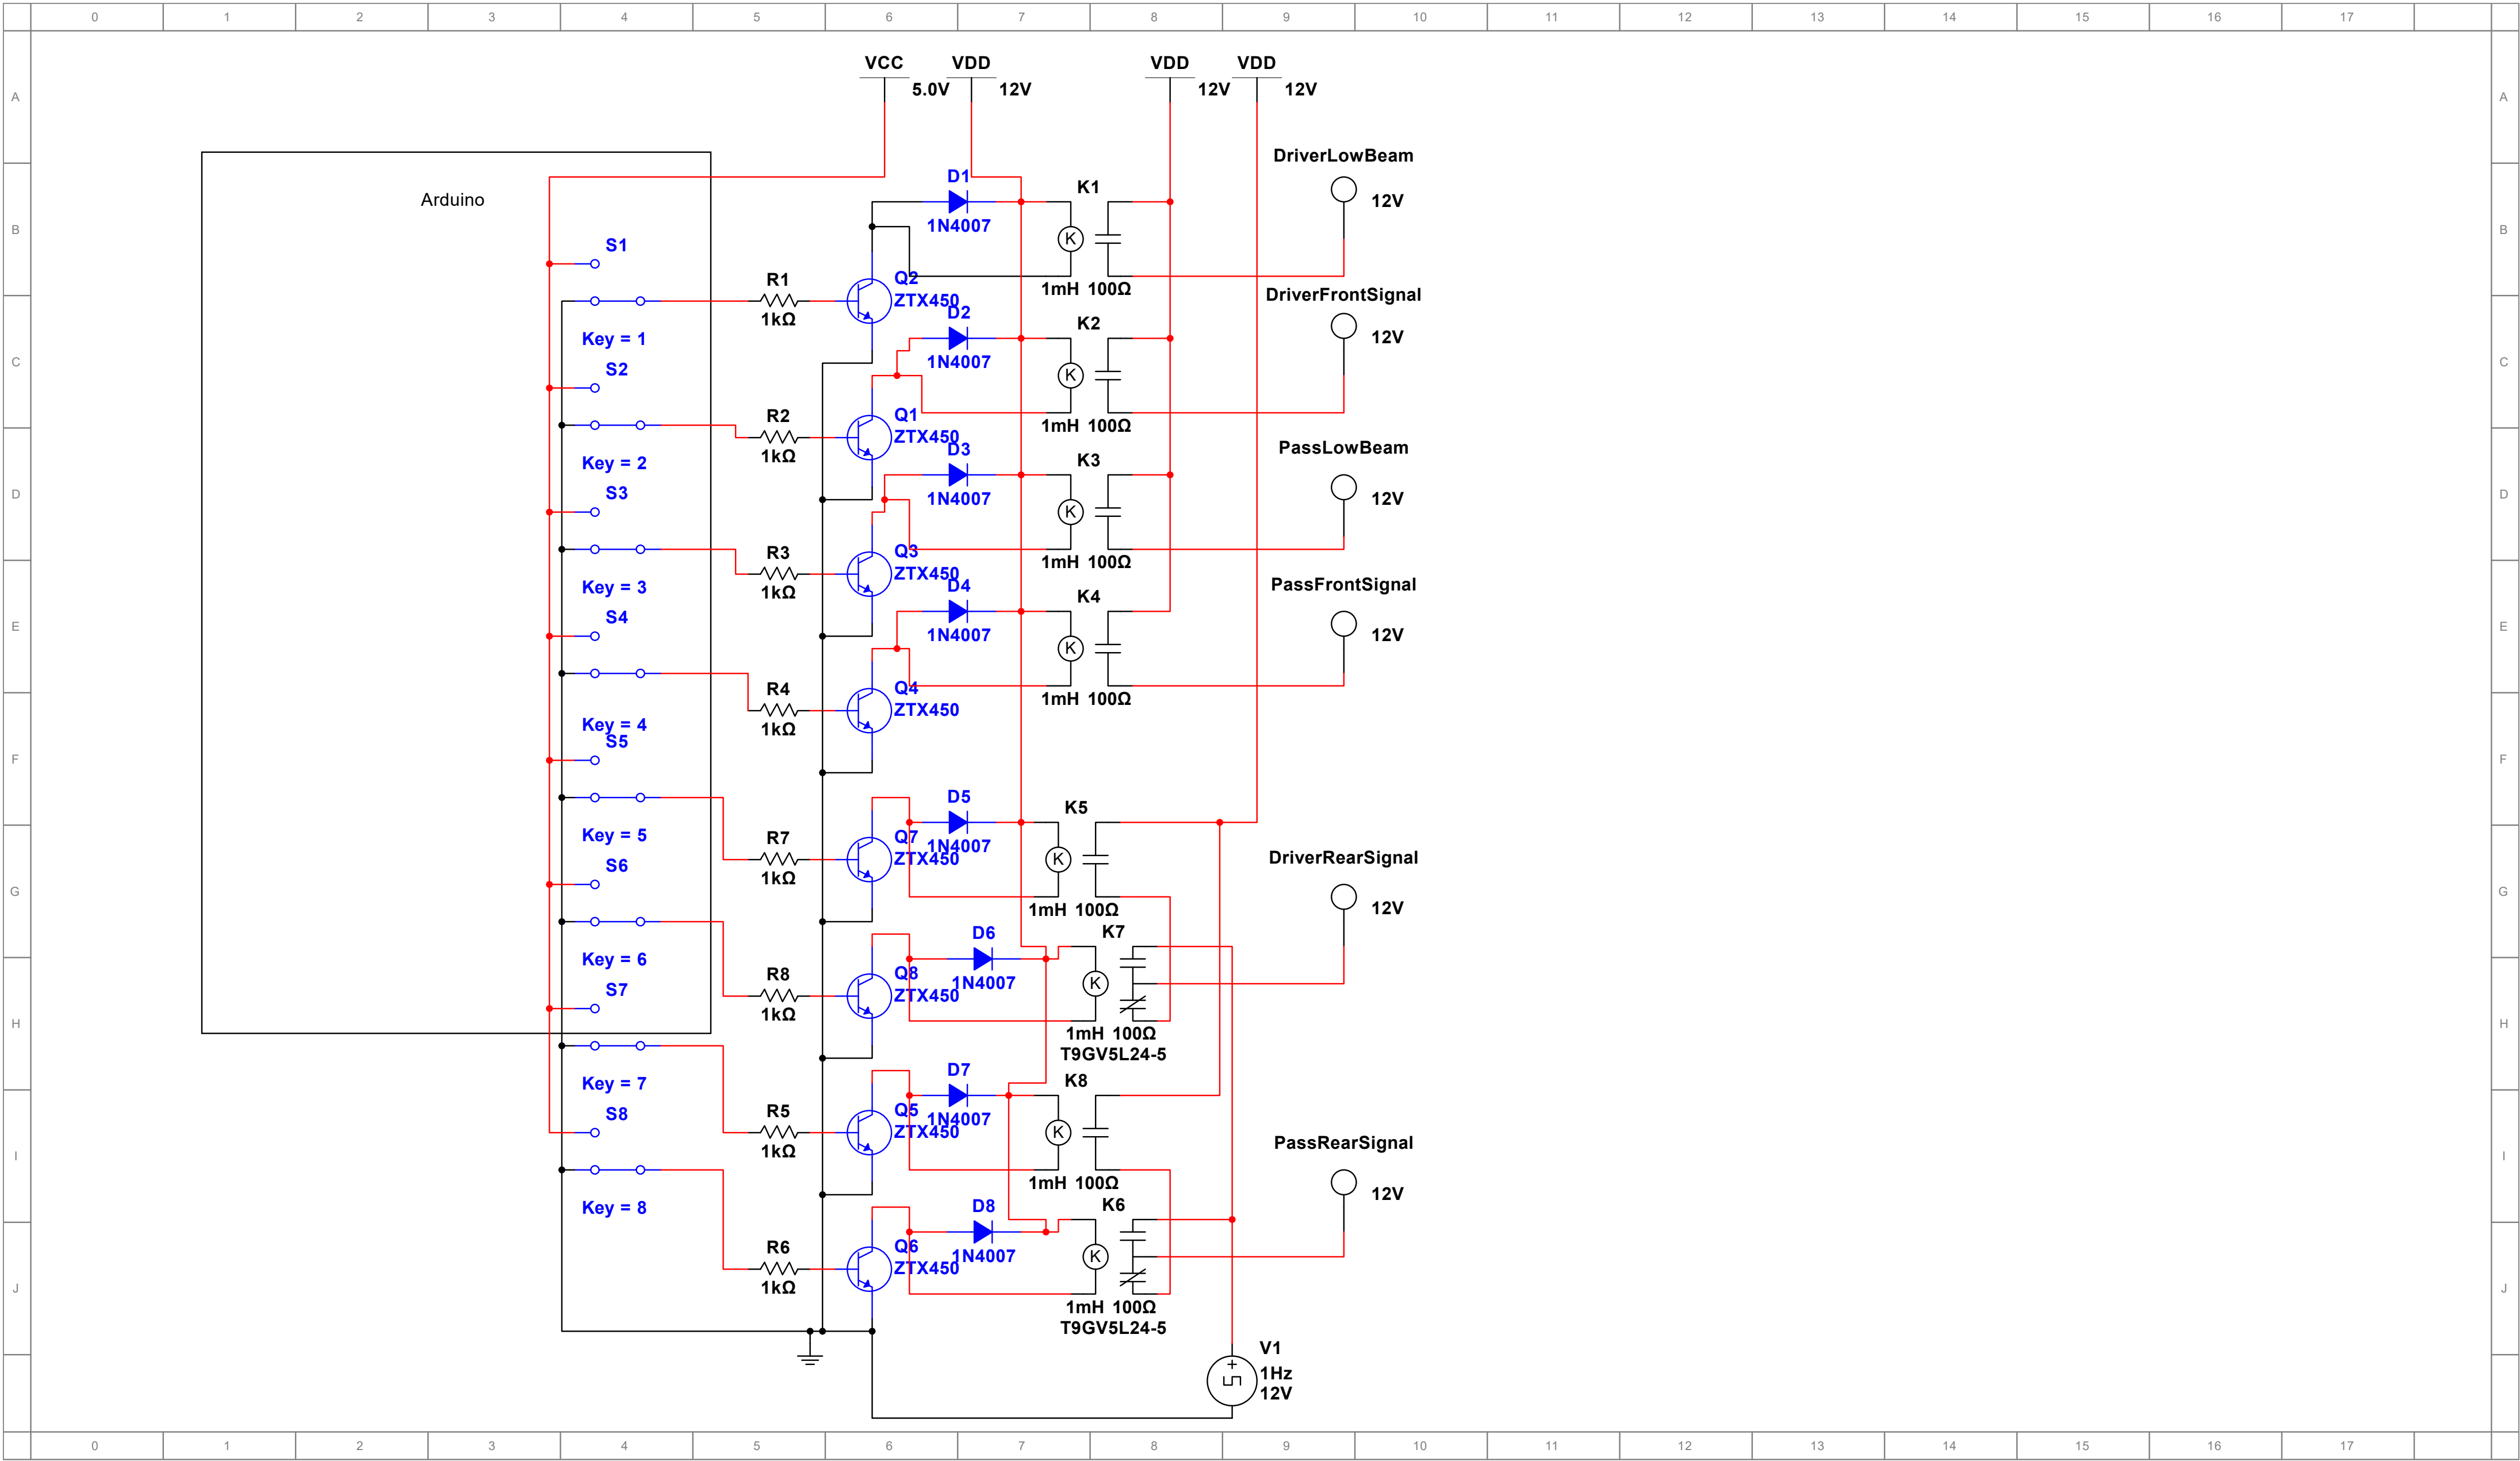 0 1 2 3 4 5 6 7 8 9 10 11 12 13 14 15 16 17
A A
B B
C C
D D
E E
F F
G G
H H
I I
J J
VCC
5.0V
VDD
12V
VDD
12V
VDD
12V
Arduino
S1
Key = 1
S2
Key = 2
S3
Key = 3
S4
Key = 4
S5
Key = 5
S6
Key = 6
S7
Key = 7
S8
Key = 8
R1
1kΩ
R2
1kΩ
R3
1kΩ
R4
1kΩ
R7
1kΩ
R8
1kΩ
R5
1kΩ
R6
1kΩ
Q2
ZTX450
Q1
ZTX450
Q3
ZTX450
Q4
ZTX450
Q7
ZTX450
Q8
ZTX450
Q5
ZTX450
Q6
ZTX450
D1
1N4007
D2
1N4007
D3
1N4007
D4
1N4007
D5
1N4007
D6
1N4007
D7
1N4007
D8
1N4007
K1
K
1mH 100Ω
K2
K
1mH 100Ω
K3
K
1mH 100Ω
K4
K
1mH 100Ω
K5
K
1mH 100Ω
K7
K
1mH 100Ω
T9GV5L24-5
K8
K
1mH 100Ω
K6
K
1mH 100Ω
T9GV5L24-5
DriverLowBeam
12V
DriverFrontSignal
12V
PassLowBeam
12V
PassFrontSignal
12V
DriverRearSignal
12V
PassRearSignal
12V
V1
1Hz
12V
0 1 2 3 4 5 6 7 8 9 10 11 12 13 14 15 16 17